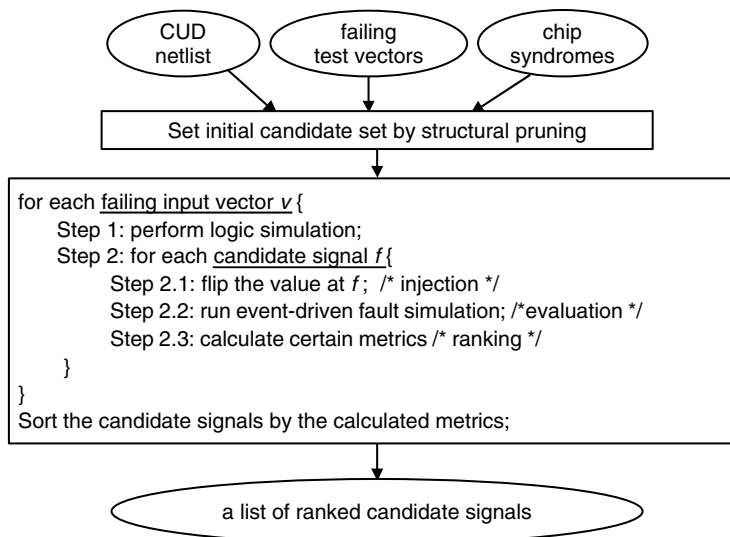 CUD
netlist
failing
test vectors
chip
syndromes
Set initial candidate set by structural pruning
for each failing input vector v {
Step 1: perform logic simulation;
Step 2: for each candidate signal f {
Step 2.1: flip the value at f ; /* injection */
Step 2.2: run event-driven fault simulation; /*evaluation */
Step 2.3: calculate certain metrics /* ranking */
}
}
Sort the candidate signals by the calculated metrics;
a list of ranked candidate signals